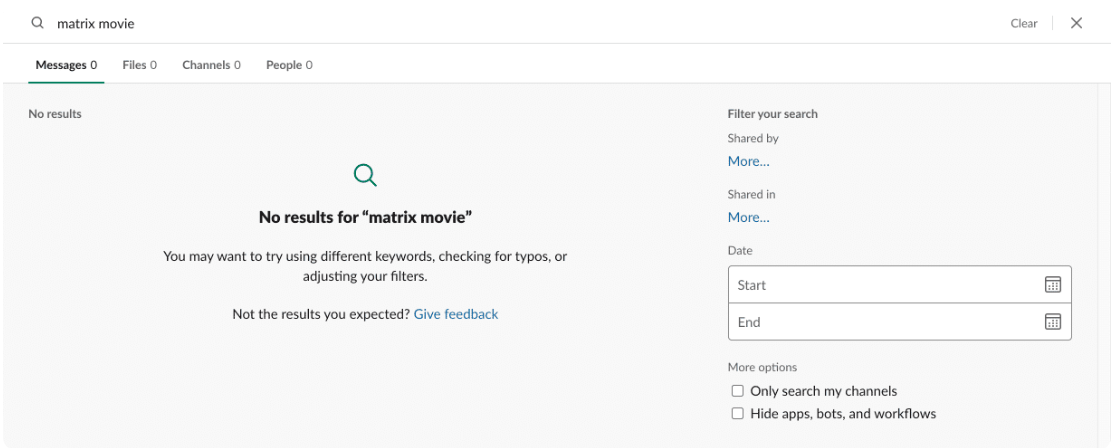 matrix movie
Clear
Messages 0 Files 0 Channels 0 People 0
No results
No results for “matrix movie”
You may want to try using different keywords, checking for typos, or
adjusting your filters.
Not the results you expected? Give feedback
Filter your search
Shared by
More...
Shared in
More...
Date
Start
End
More options
Only search my channels
Hide apps, bots, and workflows